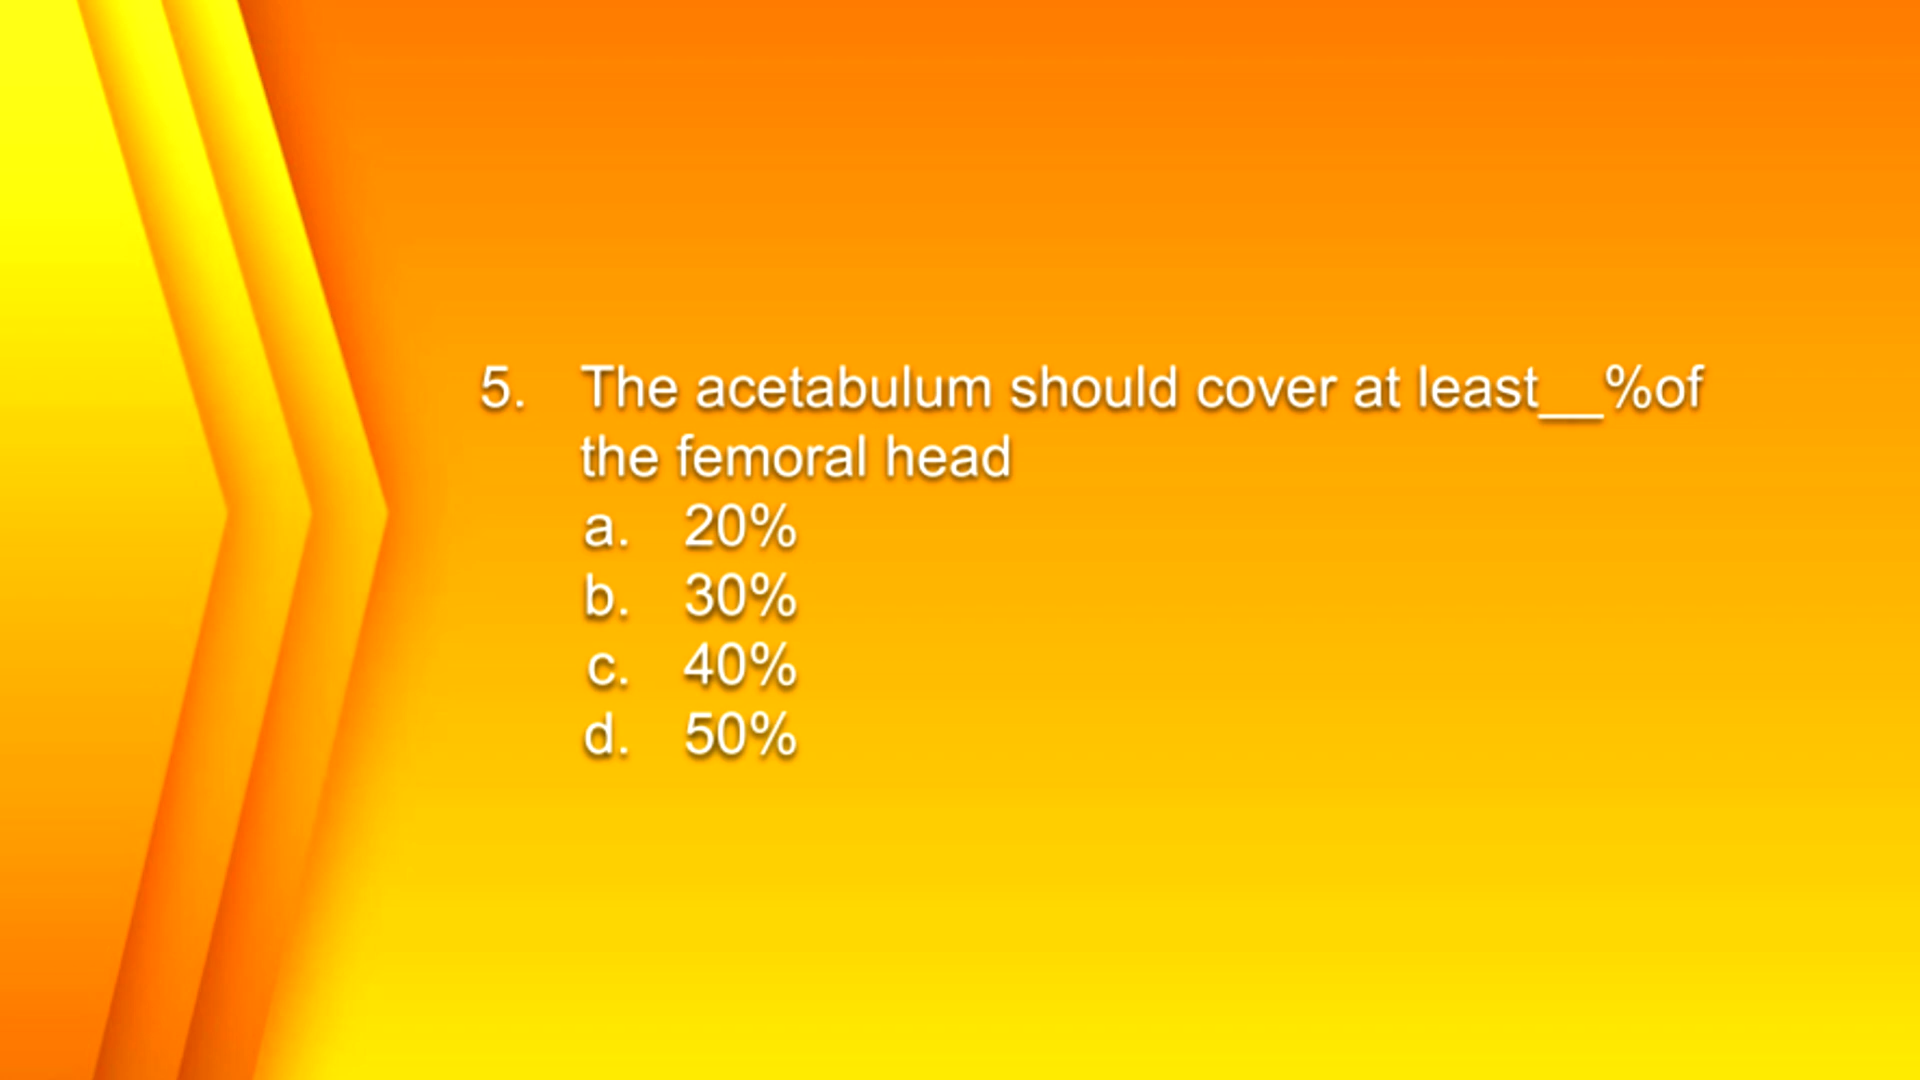 5. The acetabulum should cover at least__%of
the femoral head
a. 20%
b. 30%
c. 40%
d. 50%